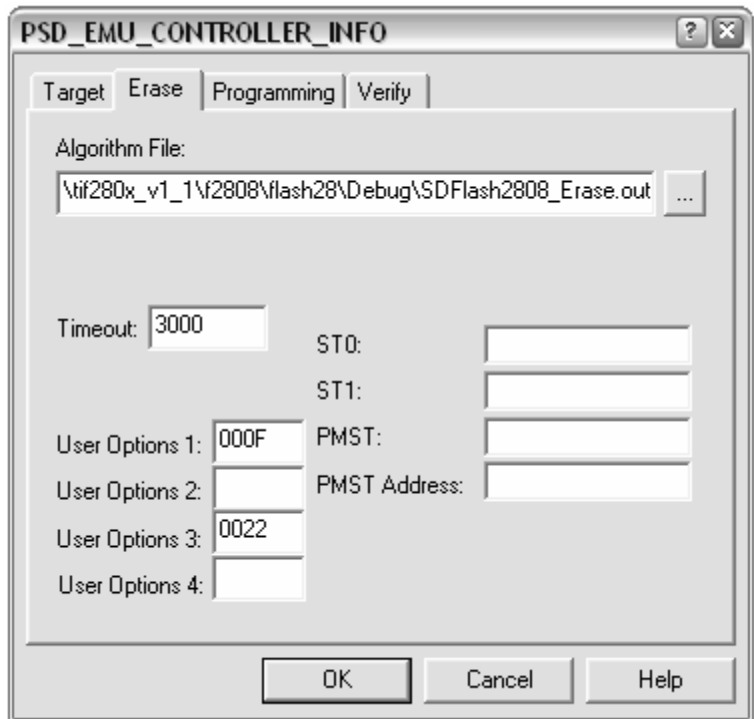 PSD_EMU_CONTROLLER_INFO
Target Erase Programming Verify
Algorithm File:
\tif280x_v1_1\f2808\flash28\Debug\SDFlash2808_Erase.out ...
Timeout: 3000
ST0:
ST1:
User Options 1: 000F PMST:
User Options 2: PMST Address:
User Options 3: 0022
User Options 4:
OK Cancel Help